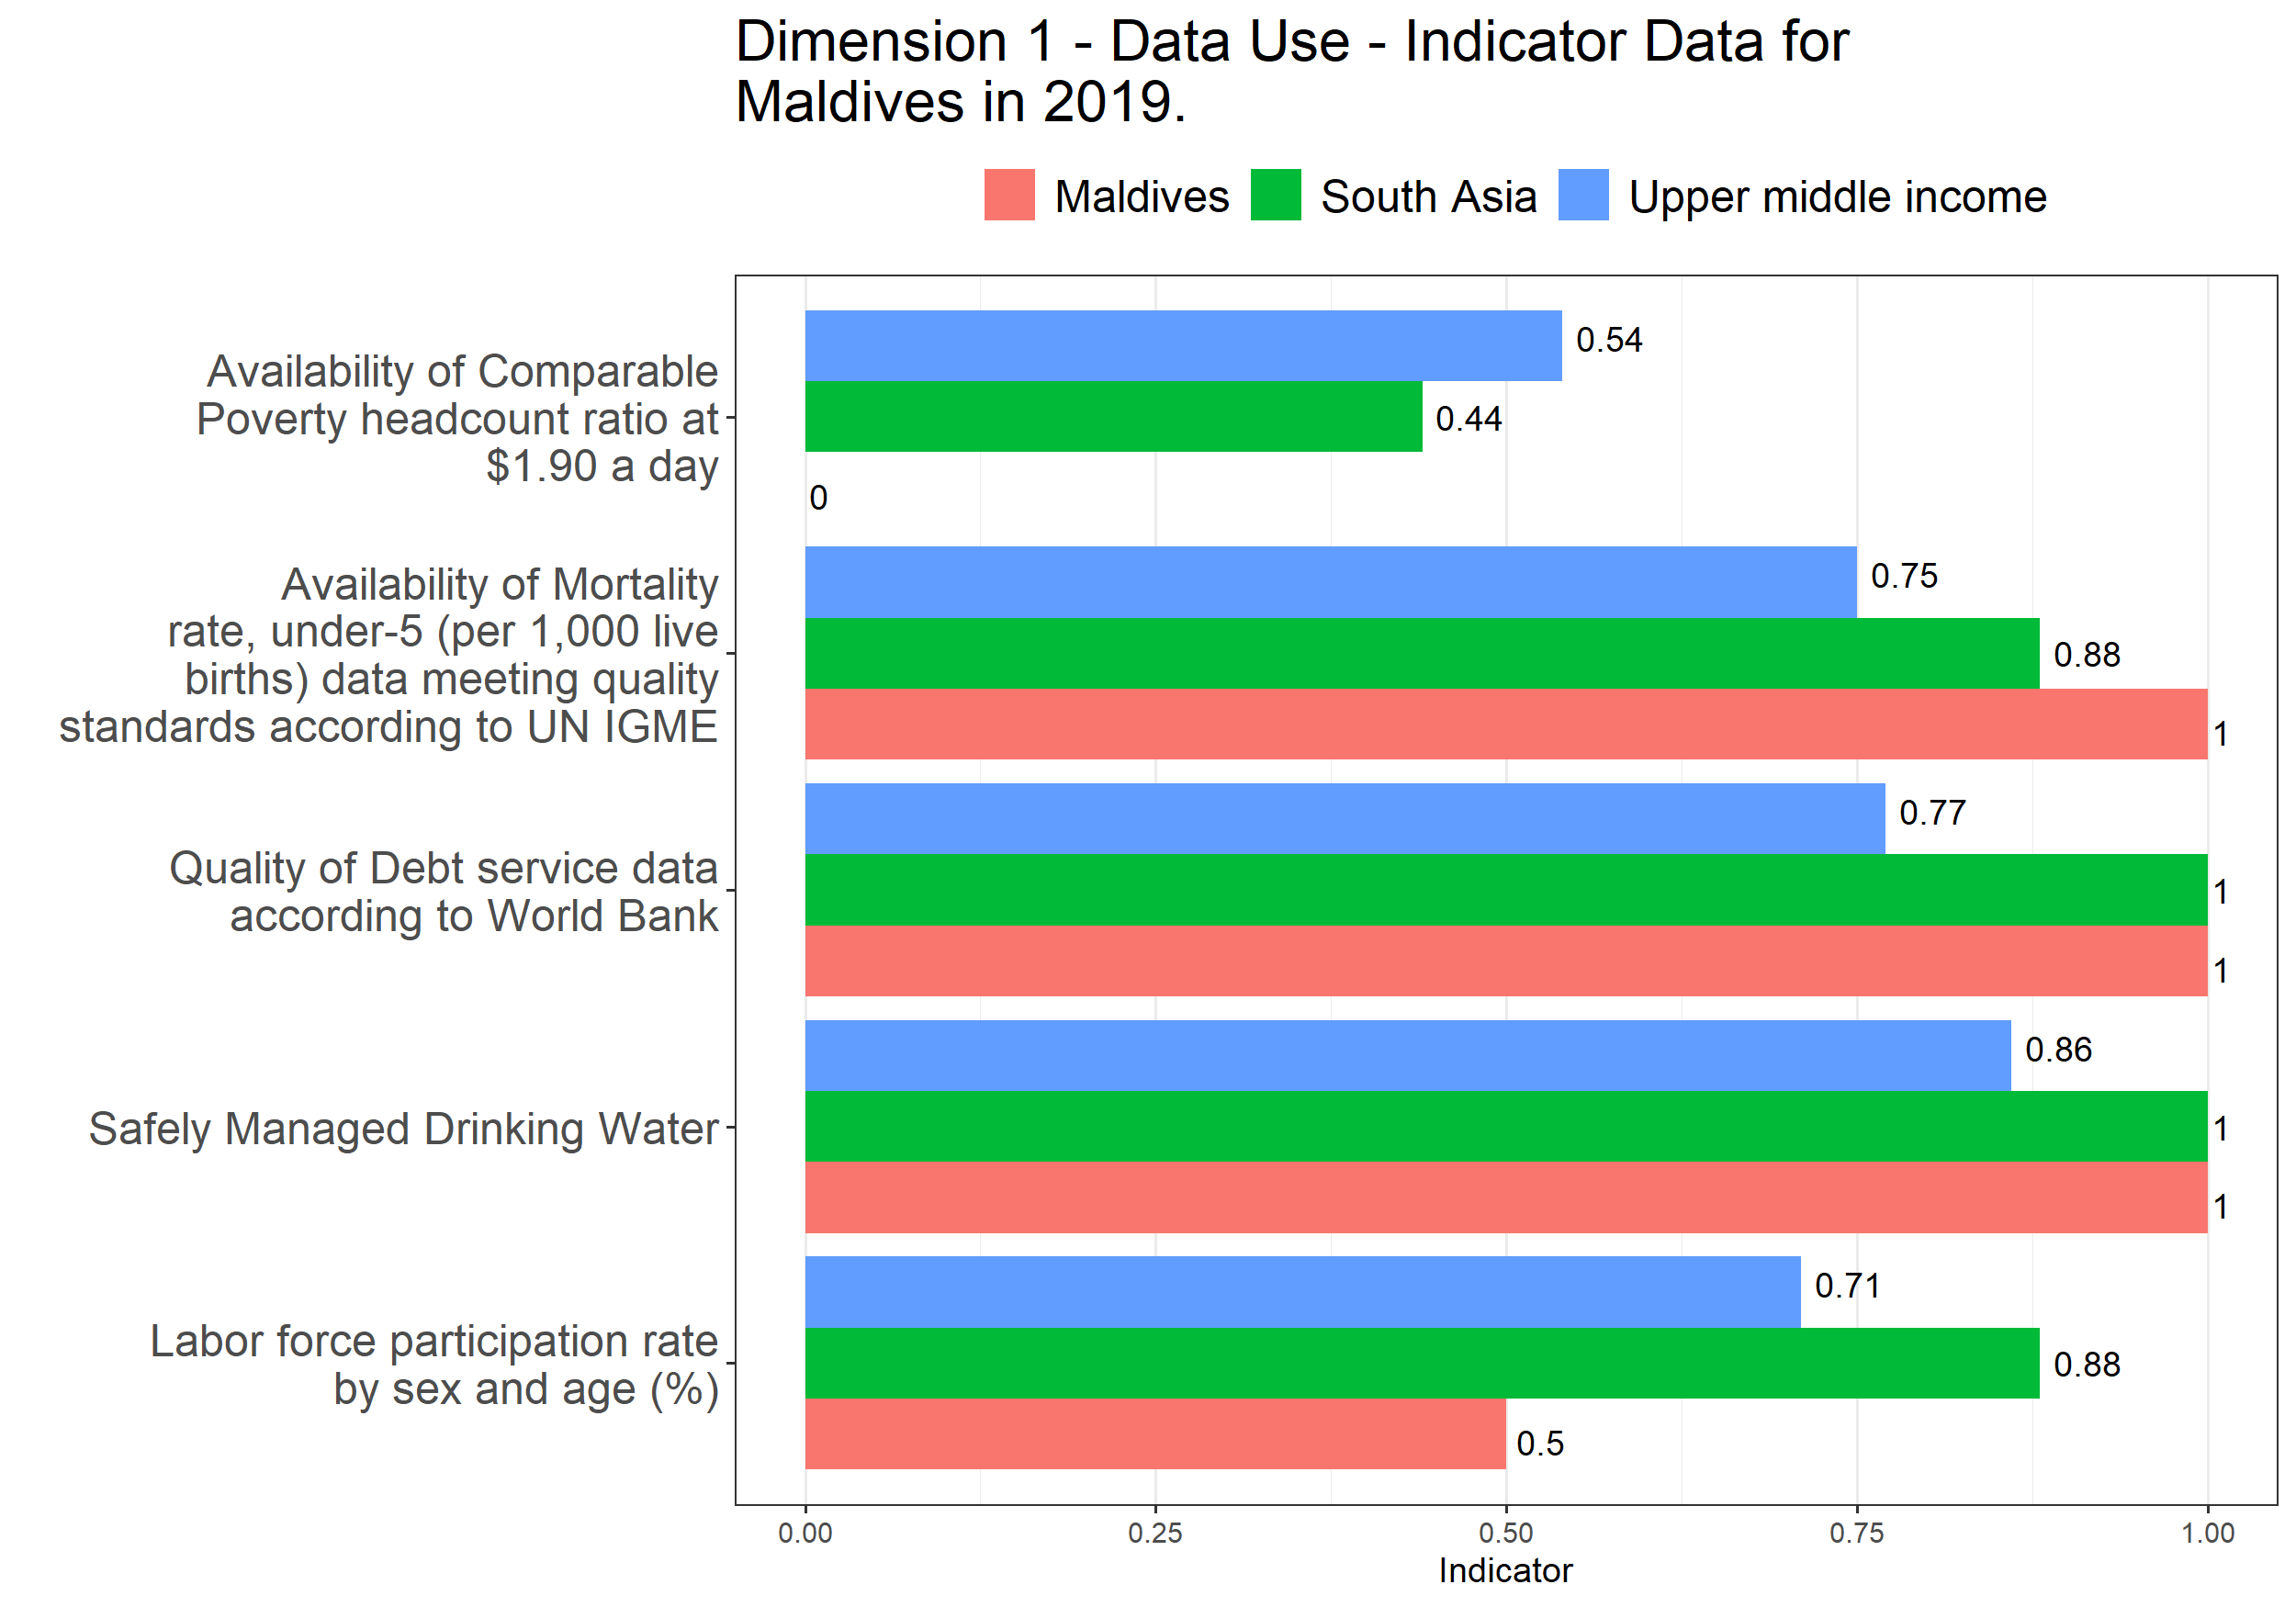 Dimension 1 - Data Use - Indicator Data for
Maldives in 2019.
Maldives
South Asia
Upper middle income
Availability of Comparable
Poverty headcount ratio at
$1.90 a day
0.54
0.44
0
Availability of Mortality
rate, under-5 (per 1,000 live
births) data meeting quality
standards according to UN IGME
0.75
0.88
1
Quality of Debt service data
according to World Bank
0.77
1
1
Safely Managed Drinking Water
0.86
1
1
Labor force participation rate
by sex and age (%)
0.71
0.88
0.5
0.00
0.25
0.50
0.75
1.00
Indicator